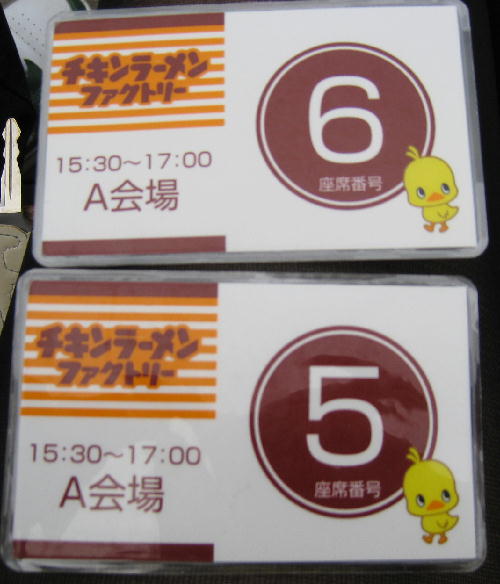 チキンラーメン
ファクトリー
15:30～17:00
A会場
6
座席番号
チキンラーメン
ファクトリー
15:30～17:00
A会場
5
座席番号